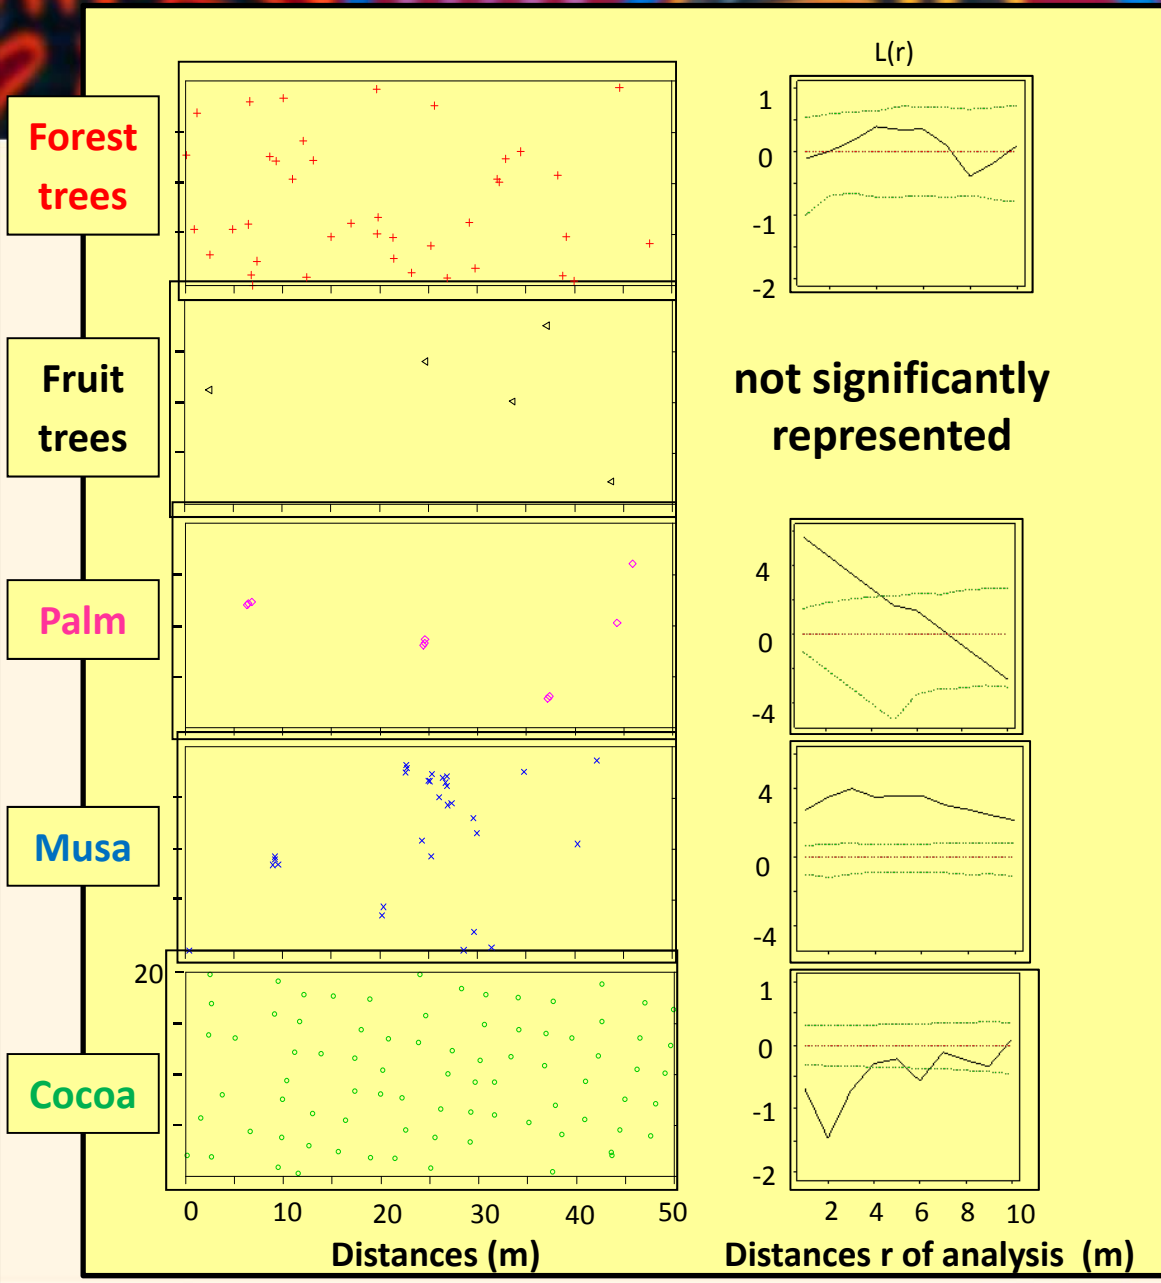 L(r)
Forest
trees
1
0
-1
-2
Fruit
trees
not significantly
represented
Palm
4
0
-4
Musa
4
0
-4
20
Cocoa
1
0
-1
-2
0 10 20 30 40 50
2 4 6 8 10
Distances (m)
Distances r of analysis (m)